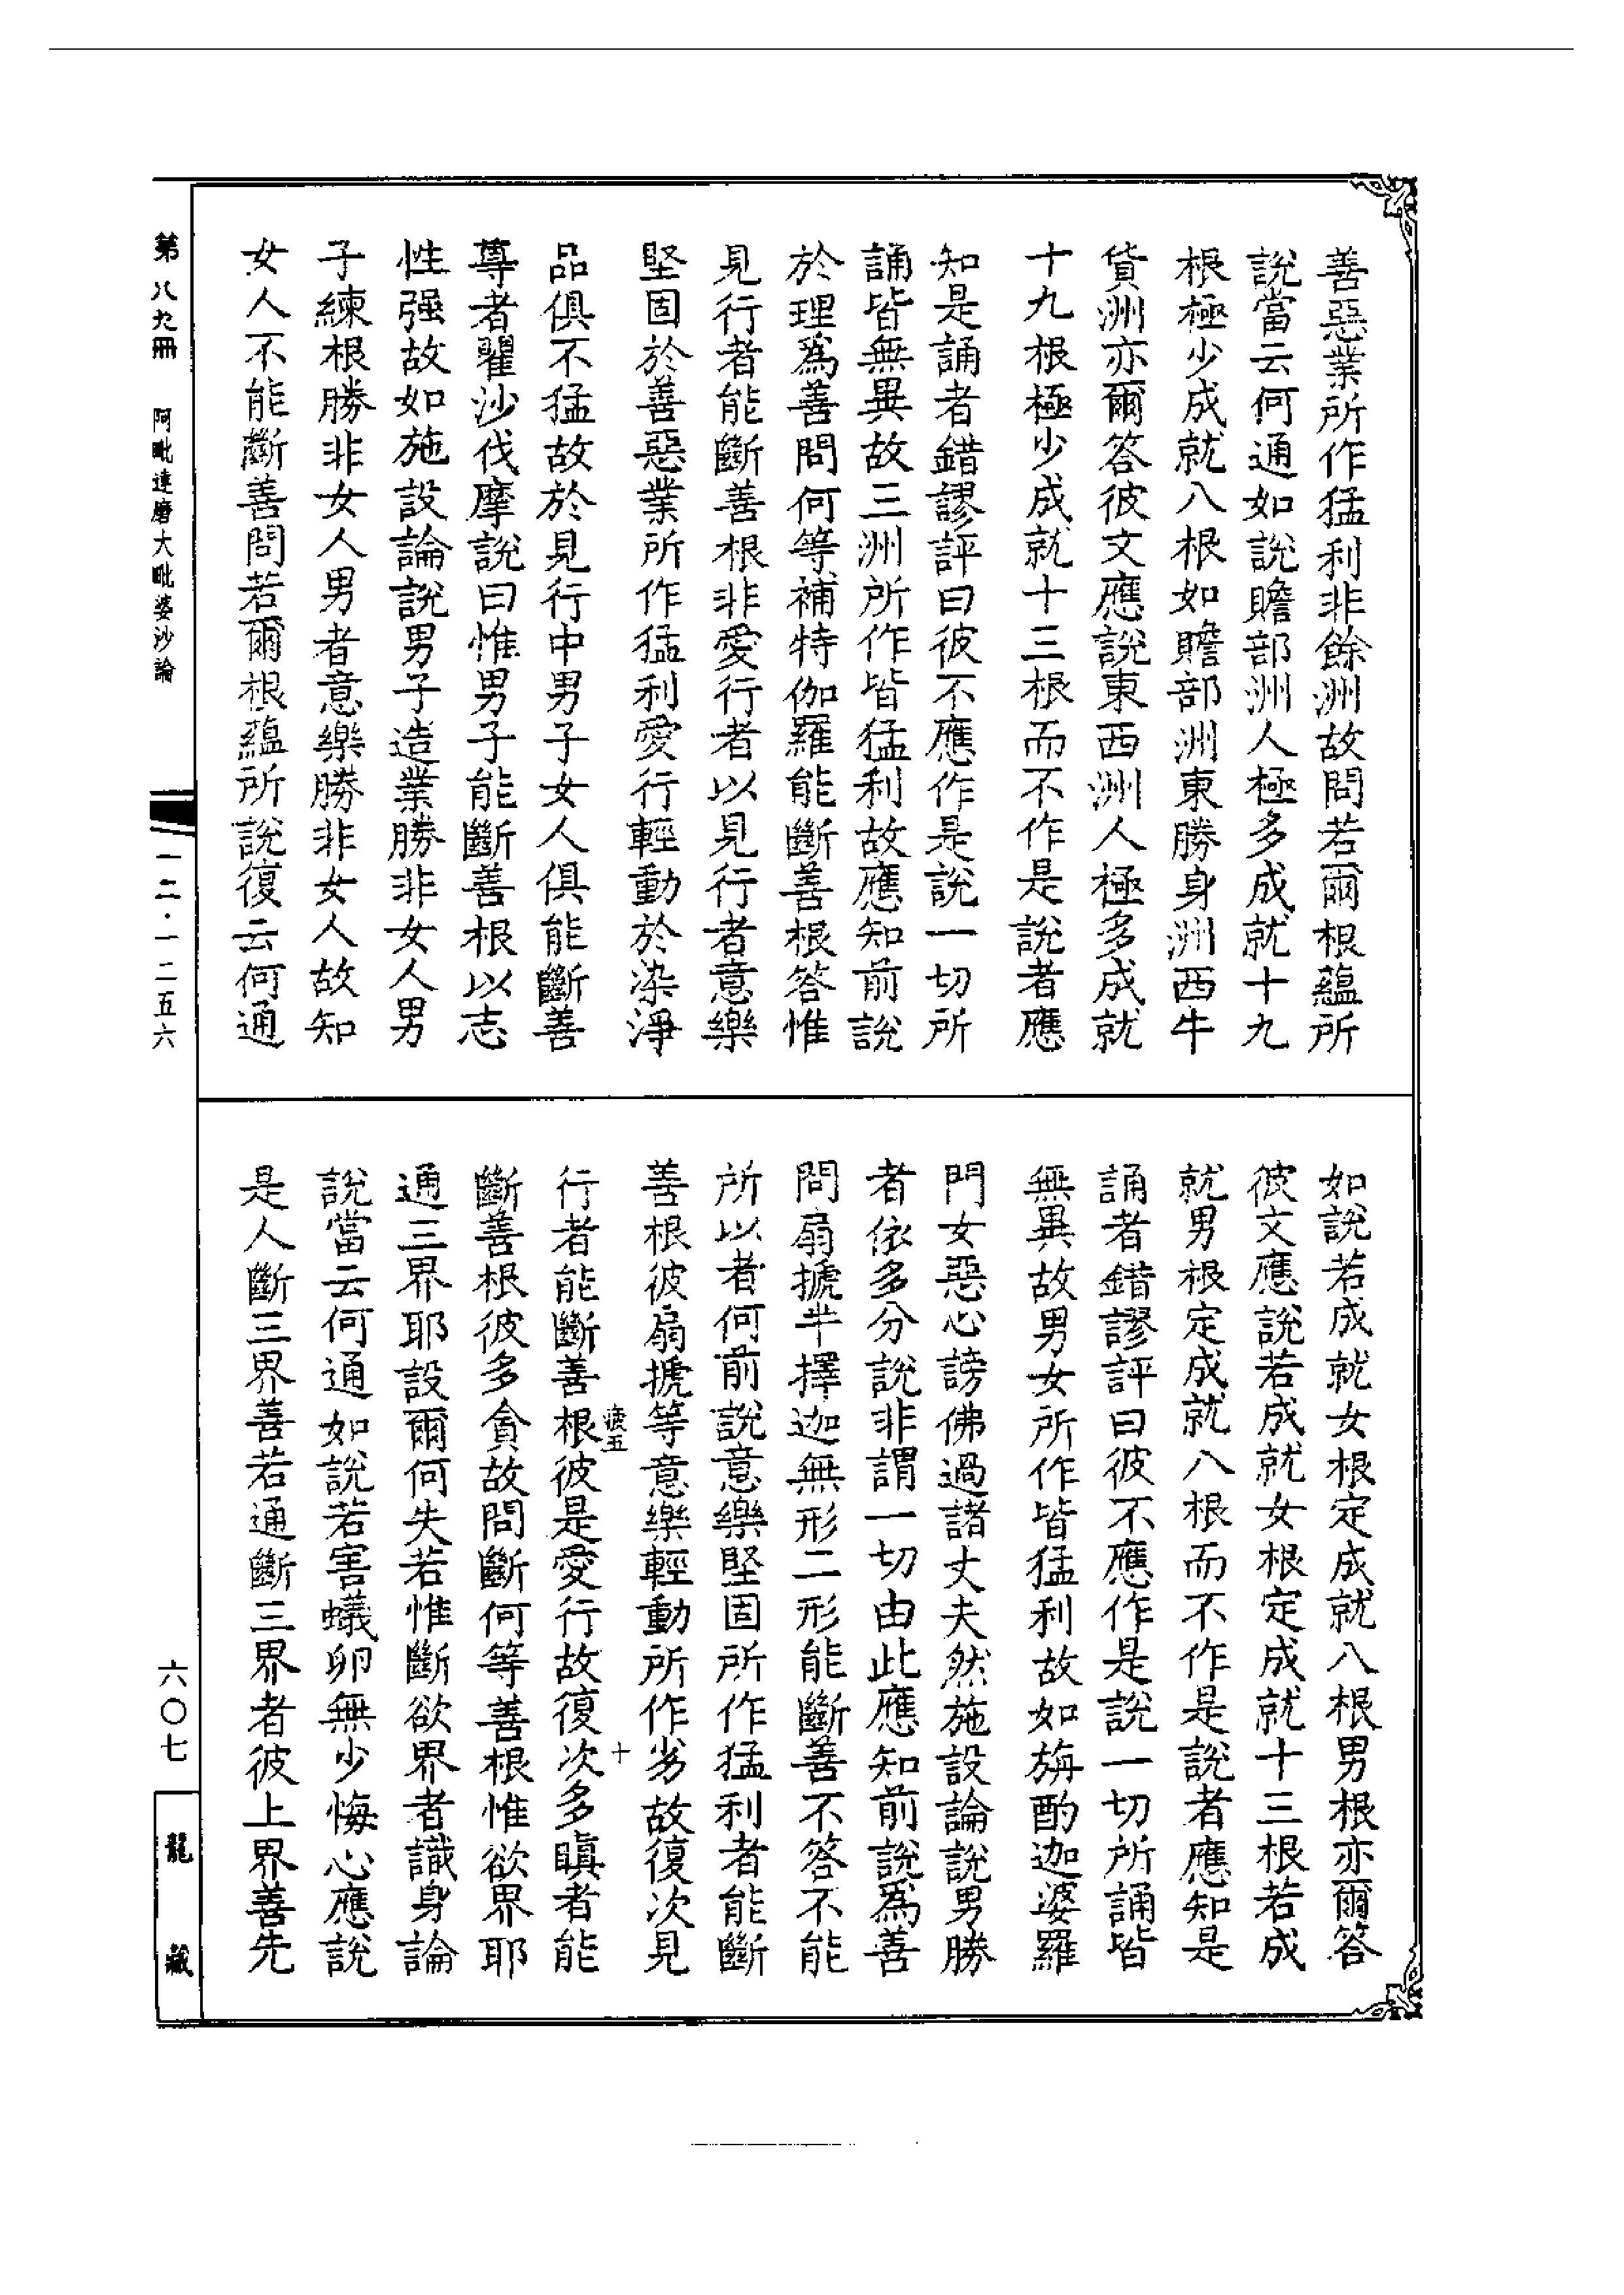 善惡業所作猛利非餘洲故問若爾根蘊所
說當云何通如說贍部洲人極多成就十九
根極少成就八根如贍部洲東勝身洲西牛
貨洲亦爾答彼文應說東西洲人極多成就
十九根極少成就十三根而不作是說者應
知是誦者錯謬評曰彼不應作是說一切所
誦皆無異故三洲所作皆猛利故應知前說
於理爲善問何等補特伽羅能斷善根答惟
見行者能斷善根非愛行者以見行者意樂
堅固於善惡業所作猛利愛行輕動於染淨
品俱不猛故於見行中男子女人俱能斷善
尊者瞿沙伐摩說曰惟男子能斷善根以志
性强故如施設論說男子造業勝非女人男
子練根勝非女人男者意樂勝非女人故知
女人不能斷善問若爾根蘊所說復云何通
如說若成就女根定成就八根男根亦爾答
彼文應說若成就女根定成就十三根若成
就男根定成就八根而不作是說者應知是
誦者錯謬評曰彼不應作是說一切所誦皆
無異故男女所作皆猛利故如旃酌迦婆羅
門女惡心謗佛過諸丈夫然施設論說男勝
者依多分說非謂一切由此應知前說爲善
問扇搋半擇迦無形二形能斷善不答不能
所以者何前說意樂堅固所作猛利者能斷
善根彼扇搋等意樂輕動所作劣故復次見
行者能斷善根彼是愛行故復次多瞋者能
疲五
十
斷善根彼多貪故問斷何等善根惟欲界耶
通三界耶設爾何失若惟斷欲界者識身論
說當云何通如說若害蟻卵無少悔心應說
是人斷三界善若通斷三界者彼上界善先
第八九冊
阿毗達磨大毗婆沙論
一二·一二五六
六〇七
龍藏